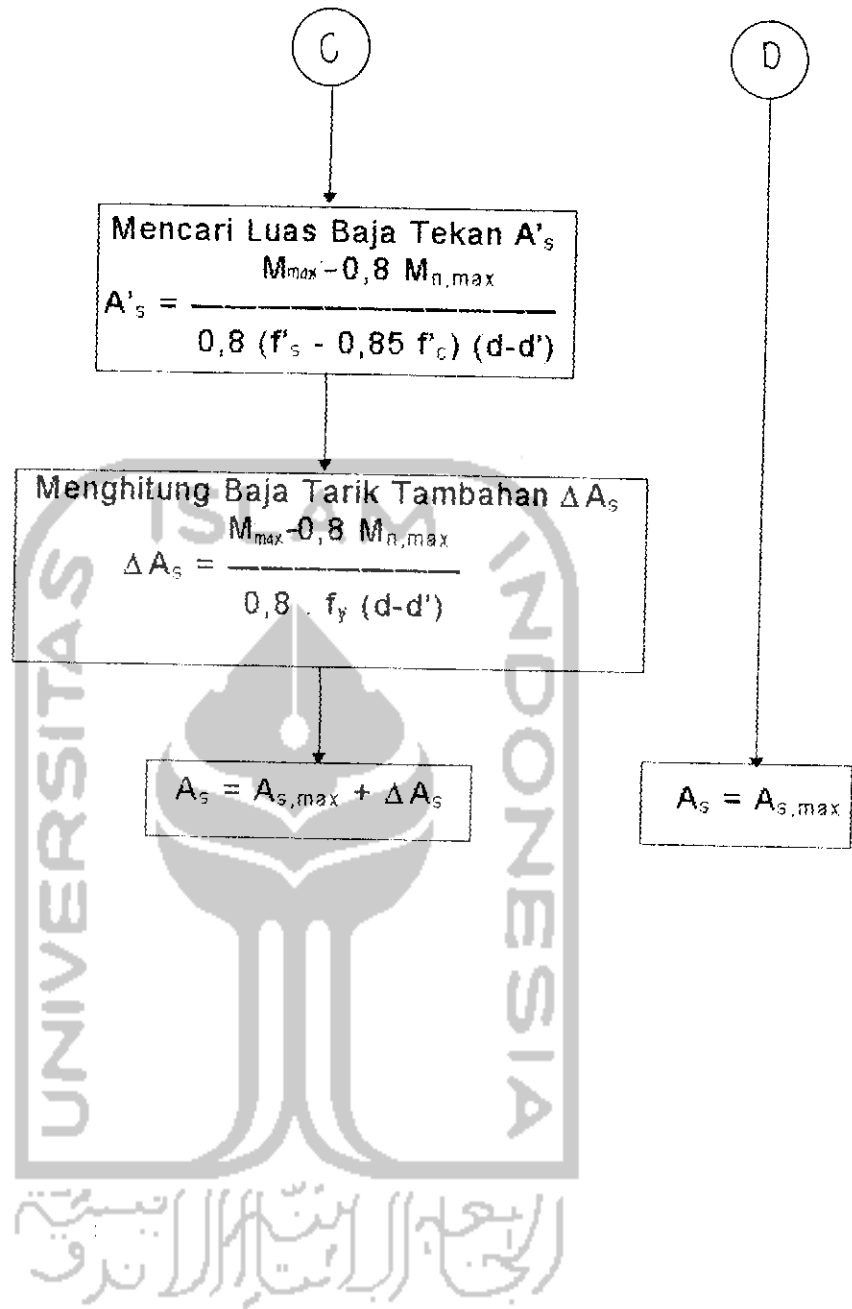 C
D
Mencari Luas Baja Tekan A'ₛ
Mmax - 0,8 Mn,max
A'ₛ =
0,8 (f'ₛ - 0,85 f'c) (d-d')
Menghitung Baja Tarik Tambahan ΔAₛ
Mmax-0,8 Mn,max
ΔAₛ =
0,8 . fy (d-d')
Aₛ = Aₛ,max + ΔAₛ
Aₛ = Aₛ,max
ISLAM
UNIVERSITAS
INDONESIA